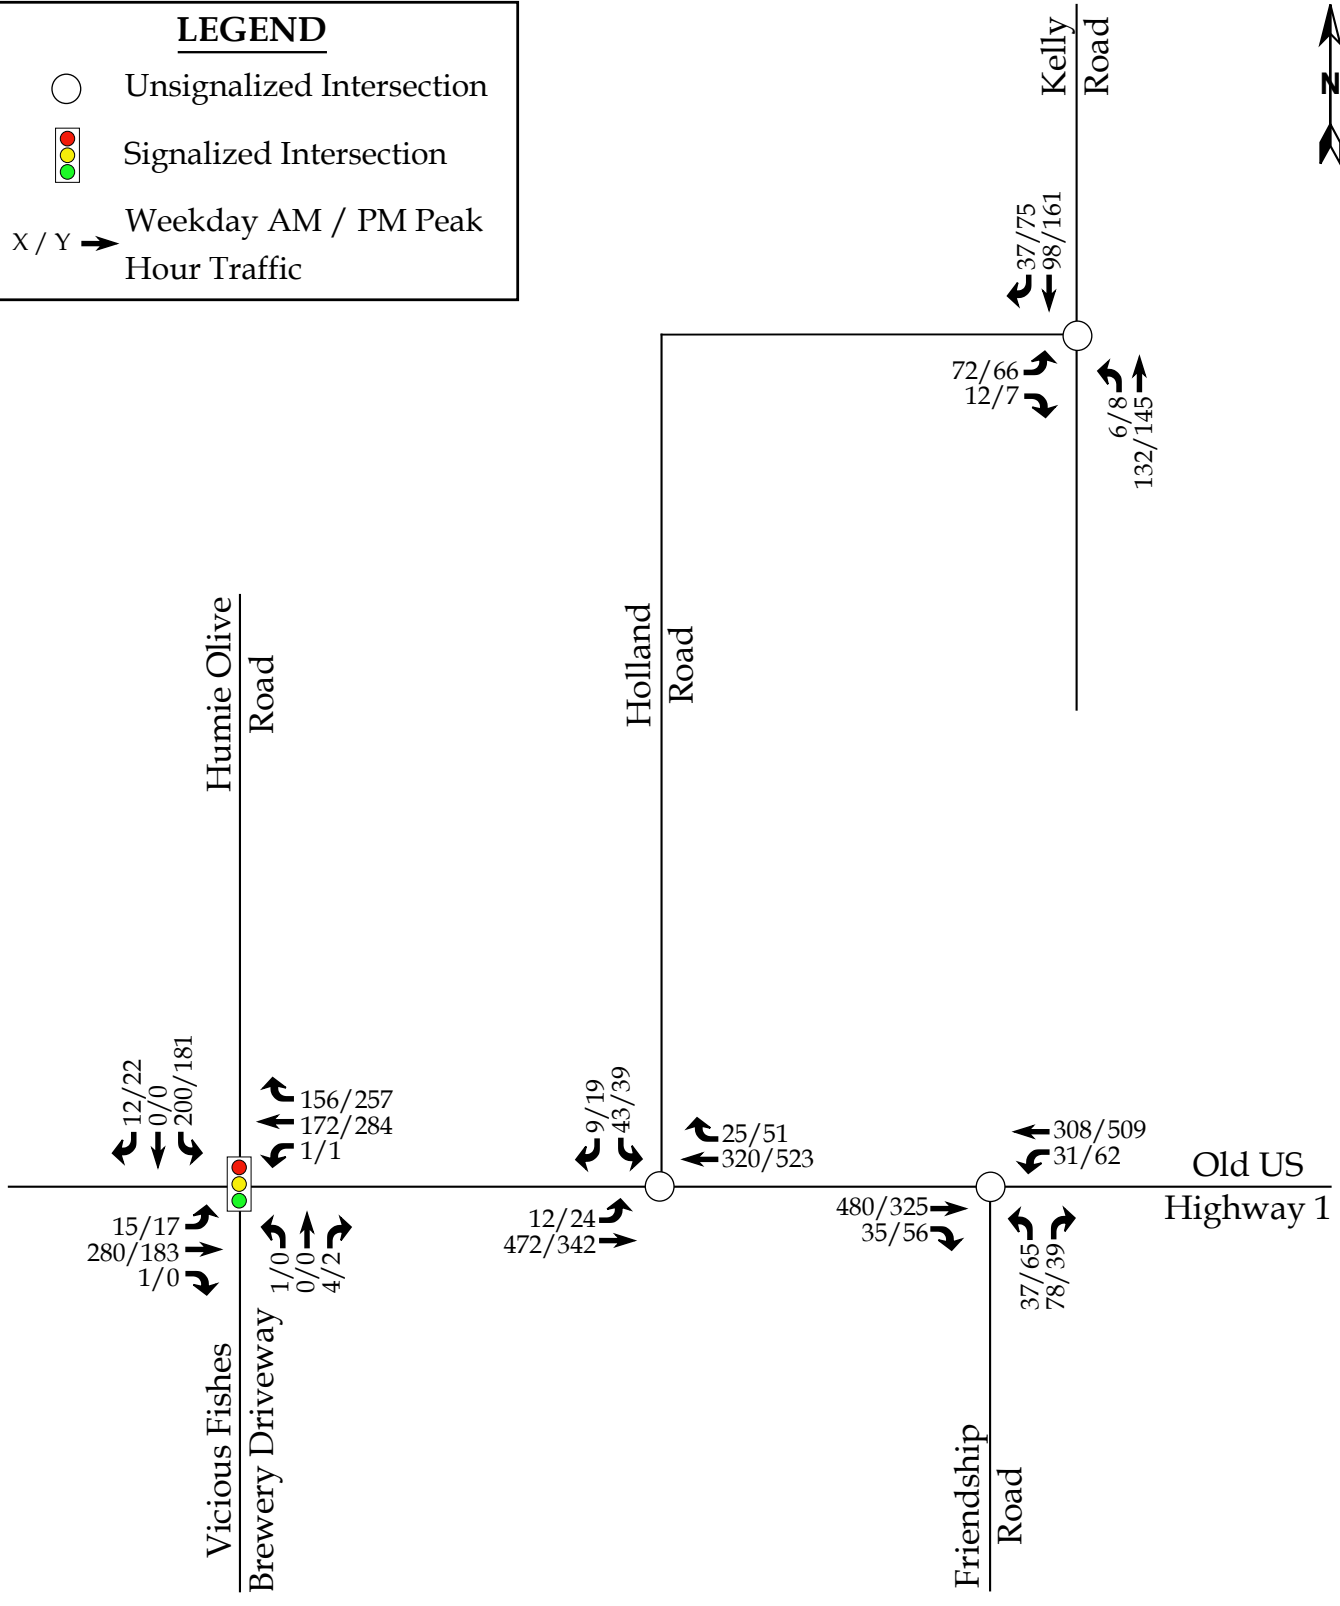 LEGEND
Unsignalized Intersection
Signalized Intersection
X / Y
Weekday AM / PM Peak
Hour Traffic
Kelly
Road
N
37/75
98/161
72/66
12/7
6/8
132/145
Humie Olive
Road
Holland
Road
12/22
0/0
200/181
156/257
172/284
1/1
15/17
280/183
1/0
1/0
0/0
4/2
9/19
43/39
25/51
320/523
12/24
472/342
308/509
31/62
480/325
35/56
37/65
78/39
Old US
Highway 1
Vicious Fishes
Brewery Driveway
Friendship
Road